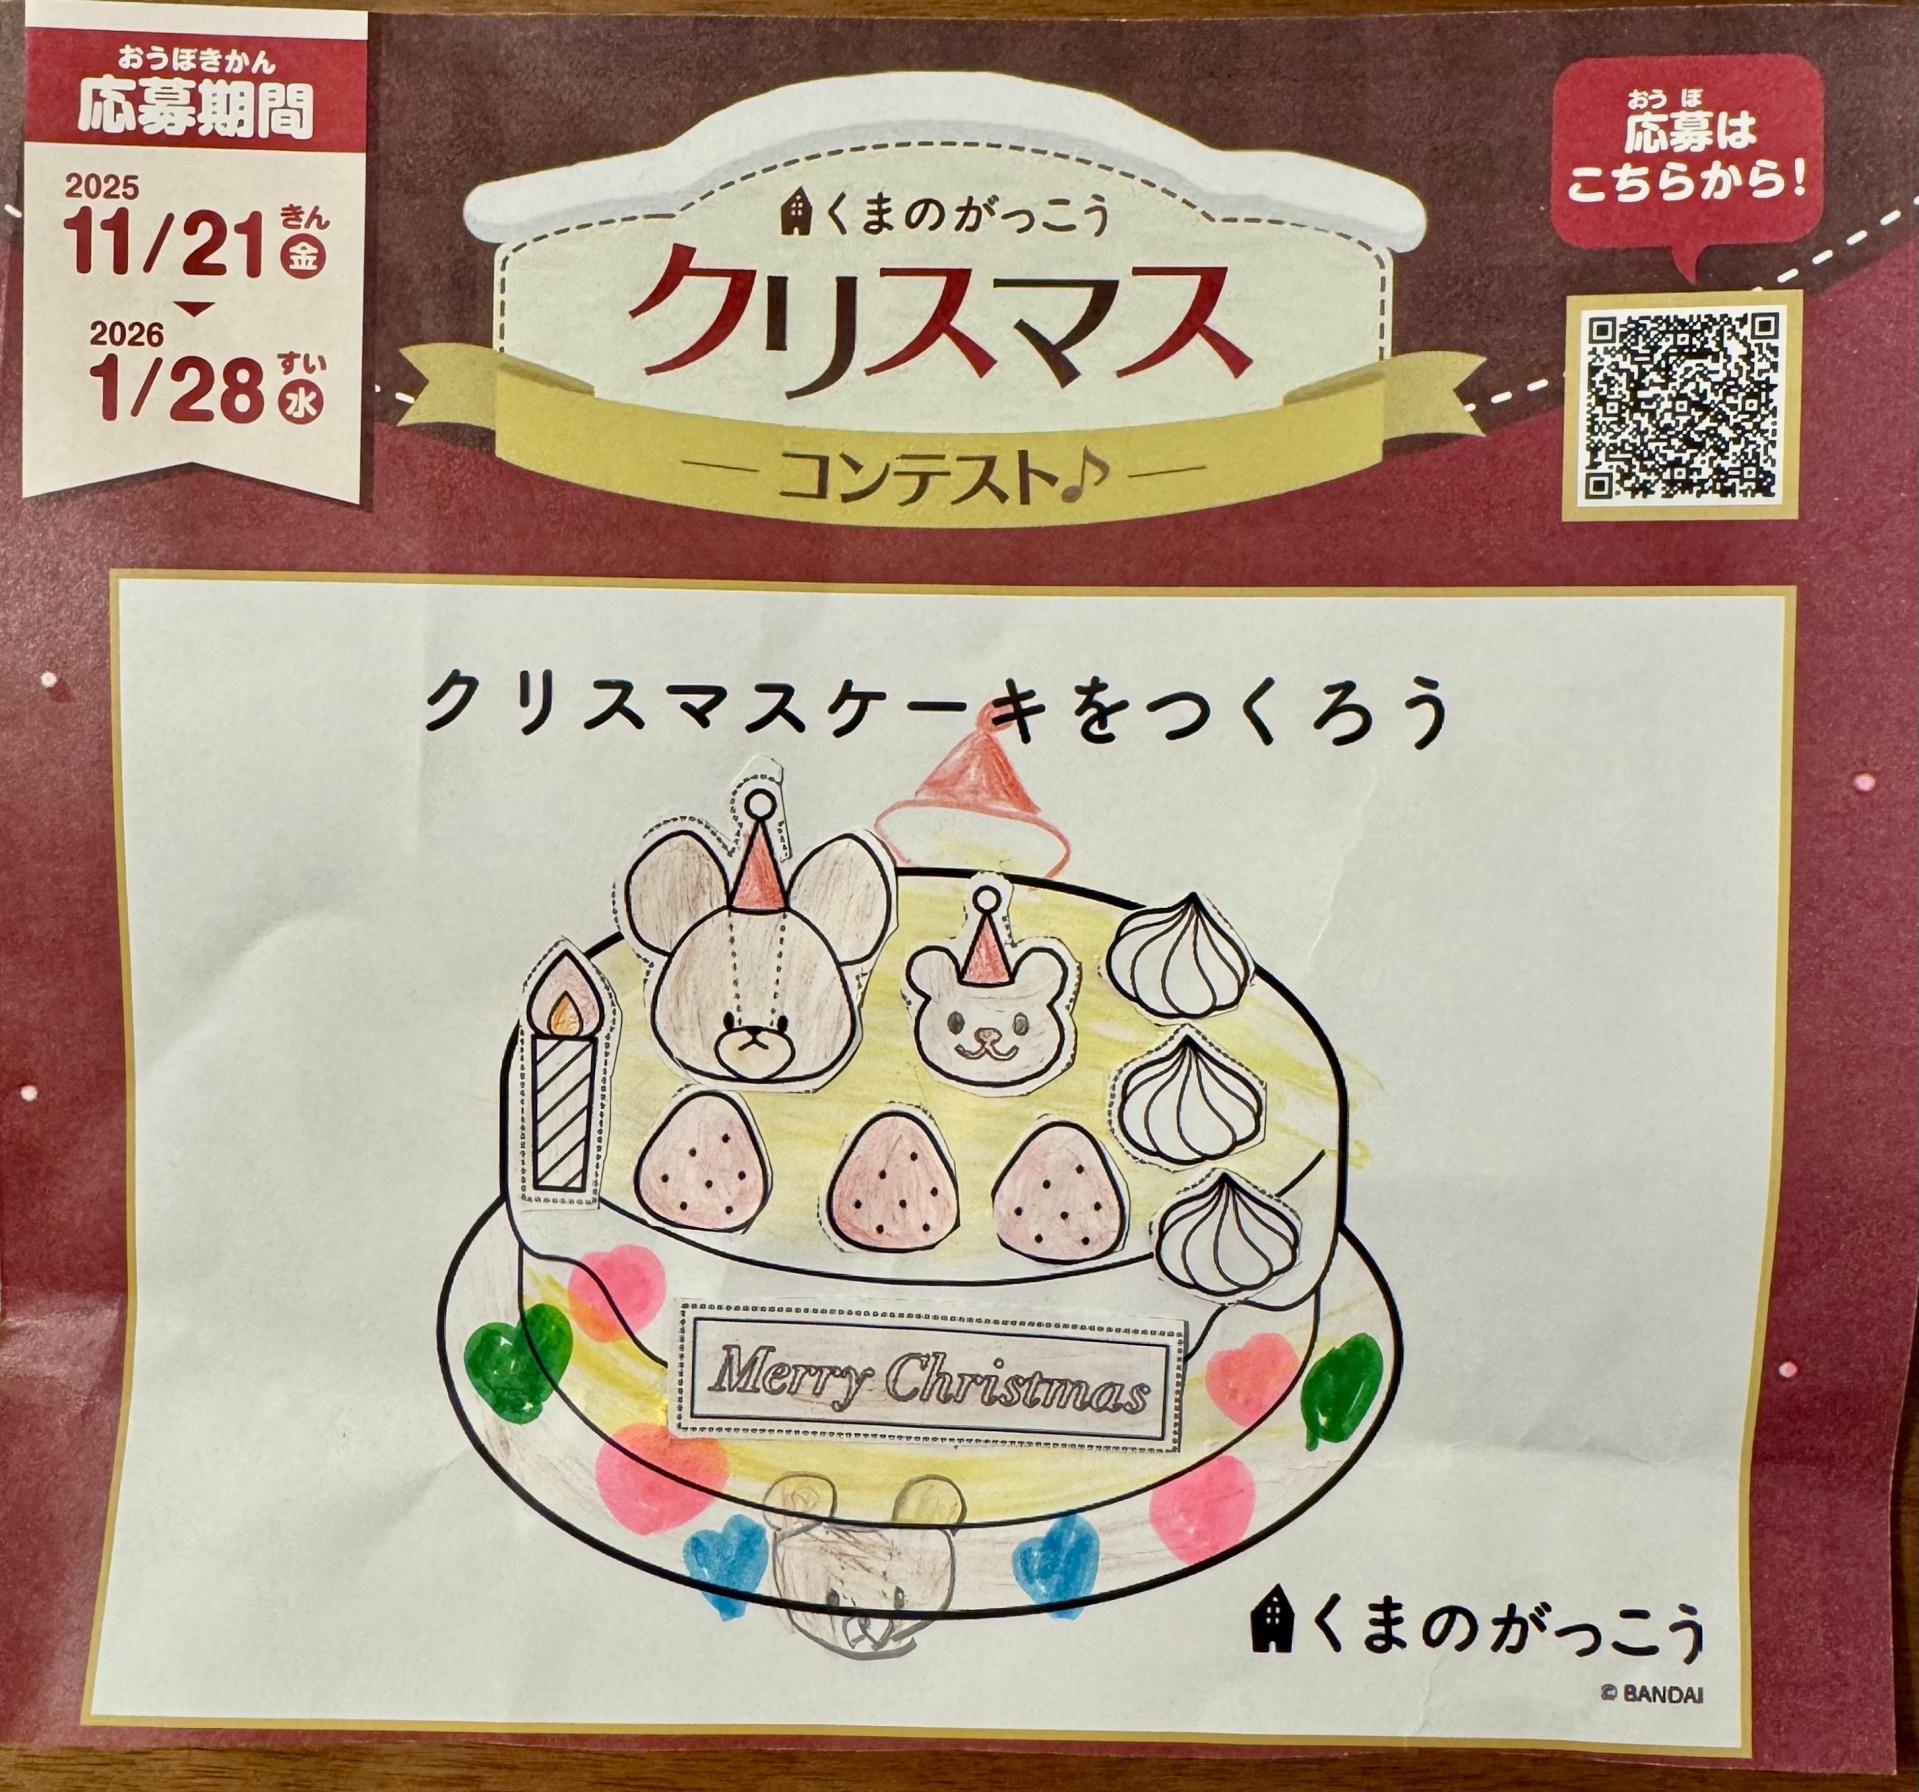 おうぼきかん
応募期間
2025
11/21 きん
金
2026
1/28 すい
水
くまのがっこう
クリスマス
コンテスト♪
おう ぼ
応募は
こちらから!
クリスマスケーキをつくろう
Merry Christmas
くまのがっこう
© BANDAI